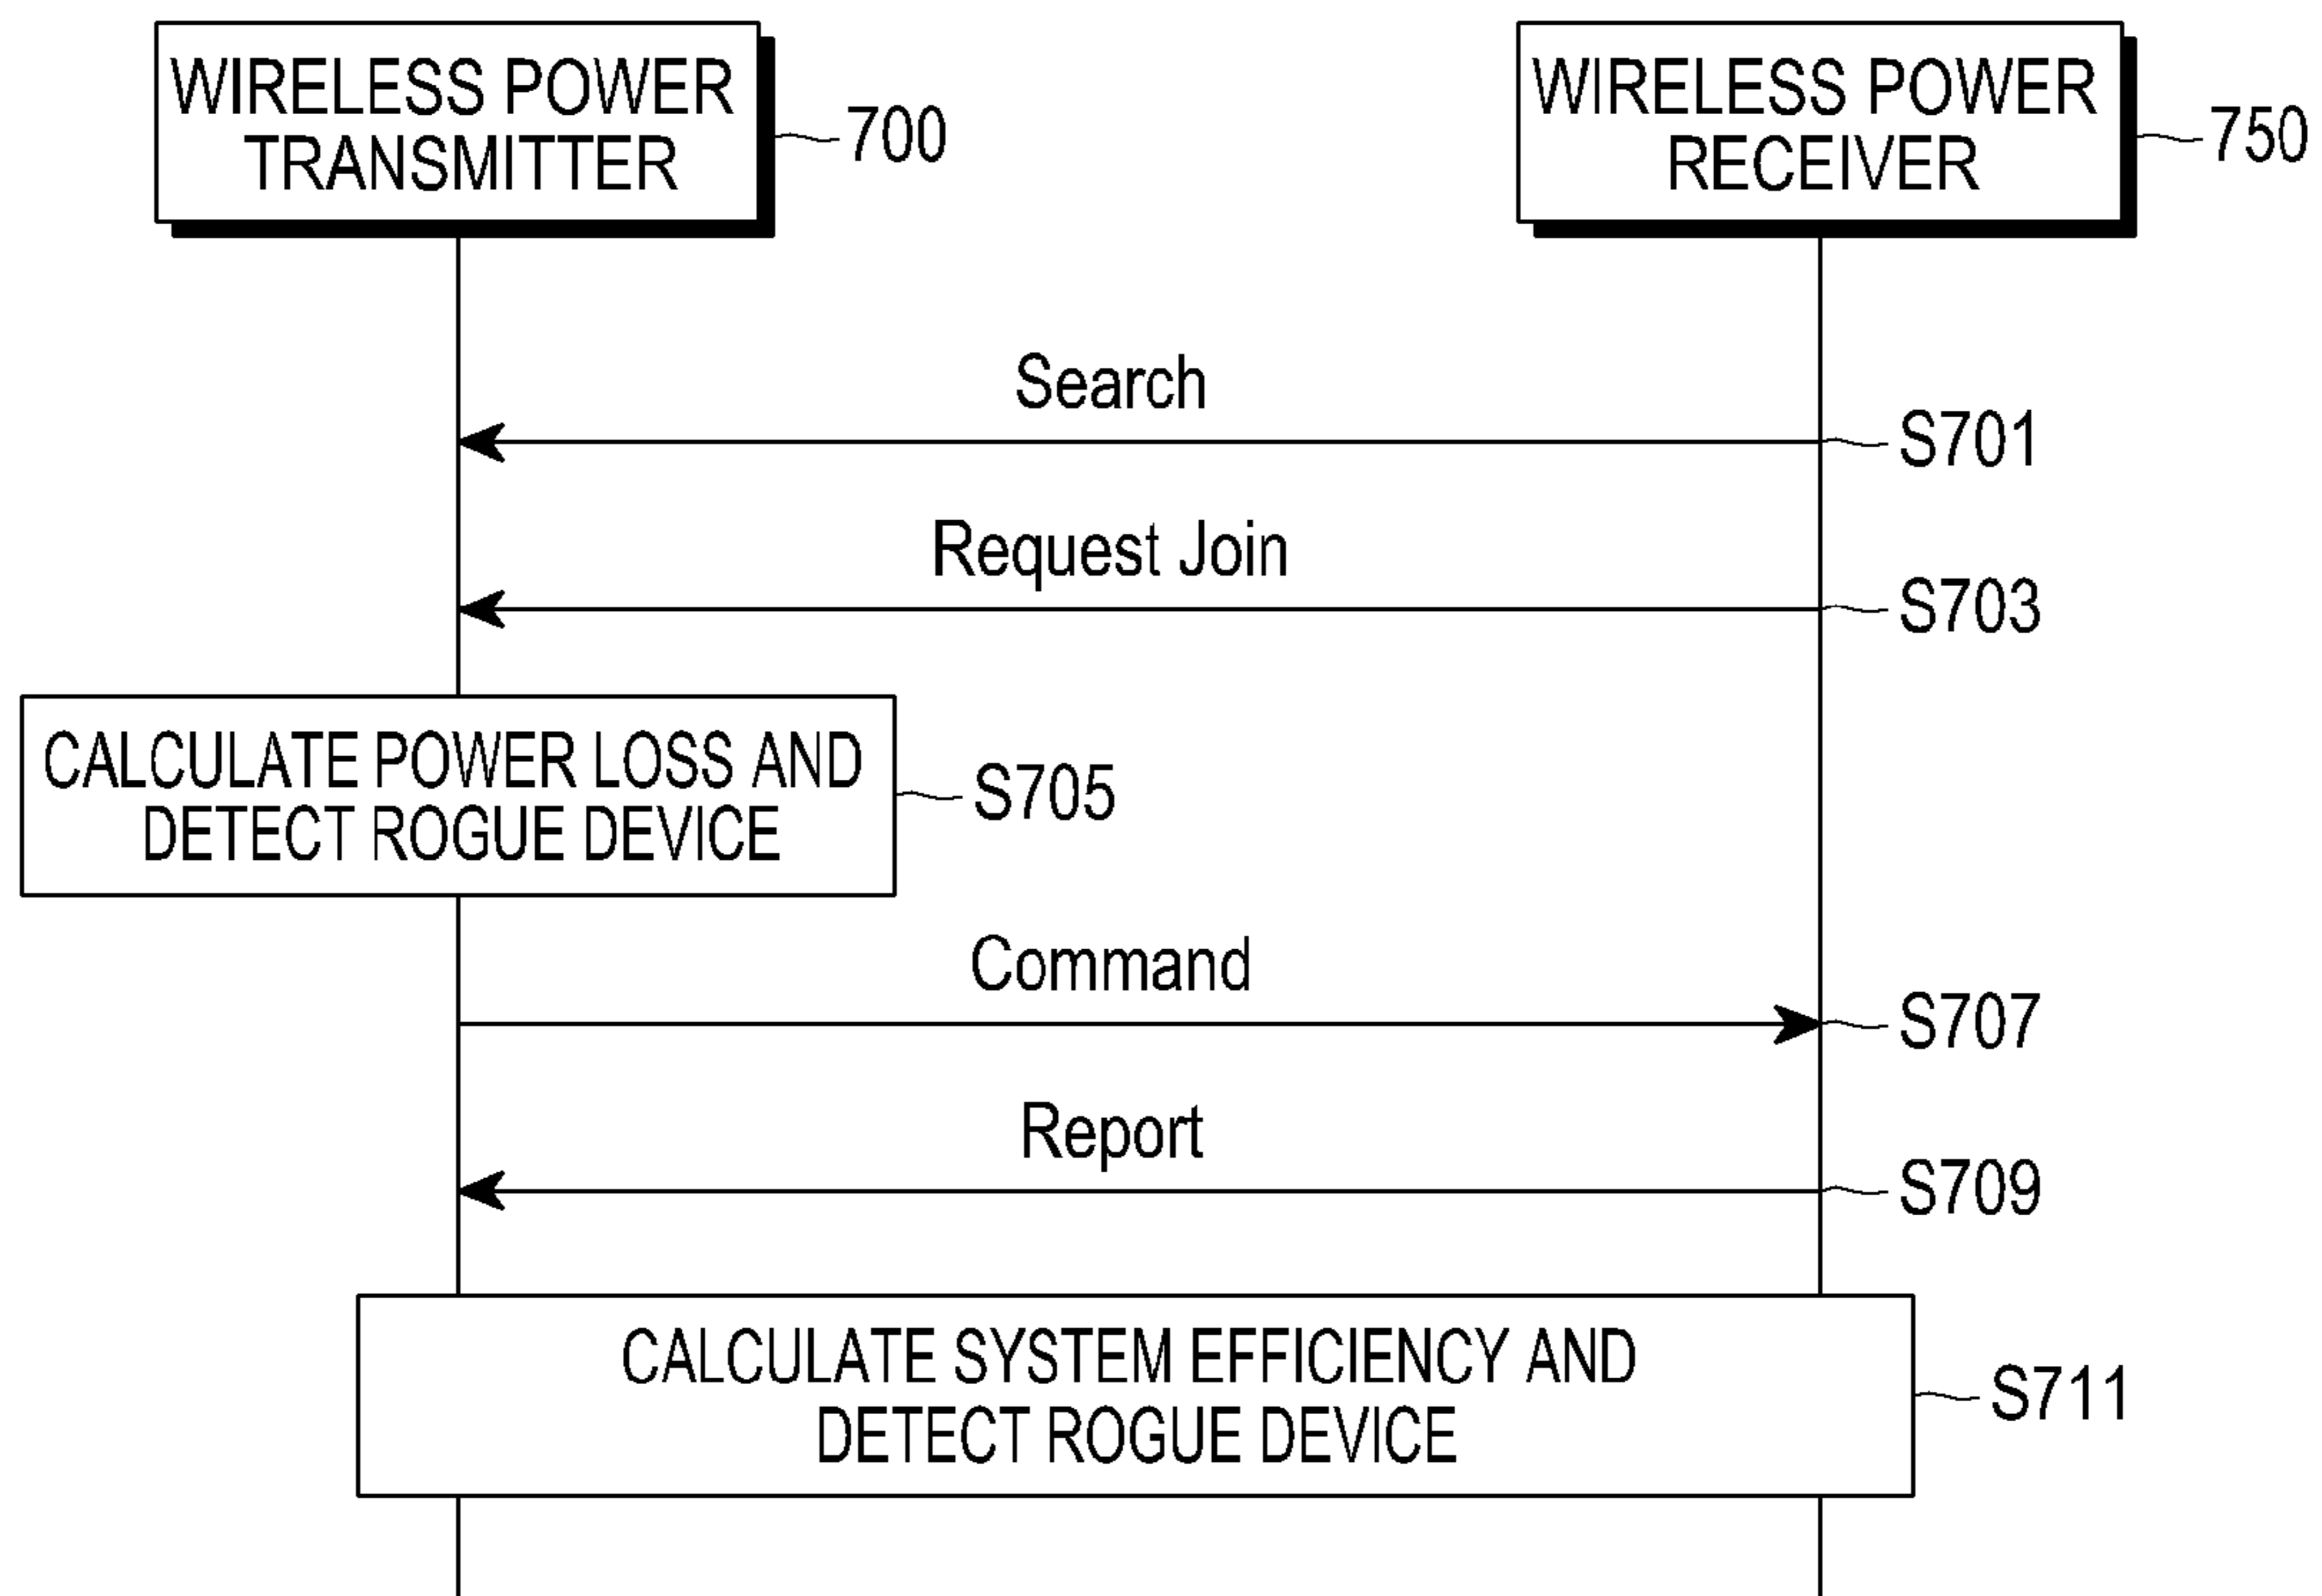 WIRELESS POWER
TRANSMITTER
700
WIRELESS POWER
RECEIVER
750
Search
S701
Request Join
S703
CALCULATE POWER LOSS AND
DETECT ROGUE DEVICE
S705
Command
S707
Report
S709
CALCULATE SYSTEM EFFICIENCY AND
DETECT ROGUE DEVICE
S711